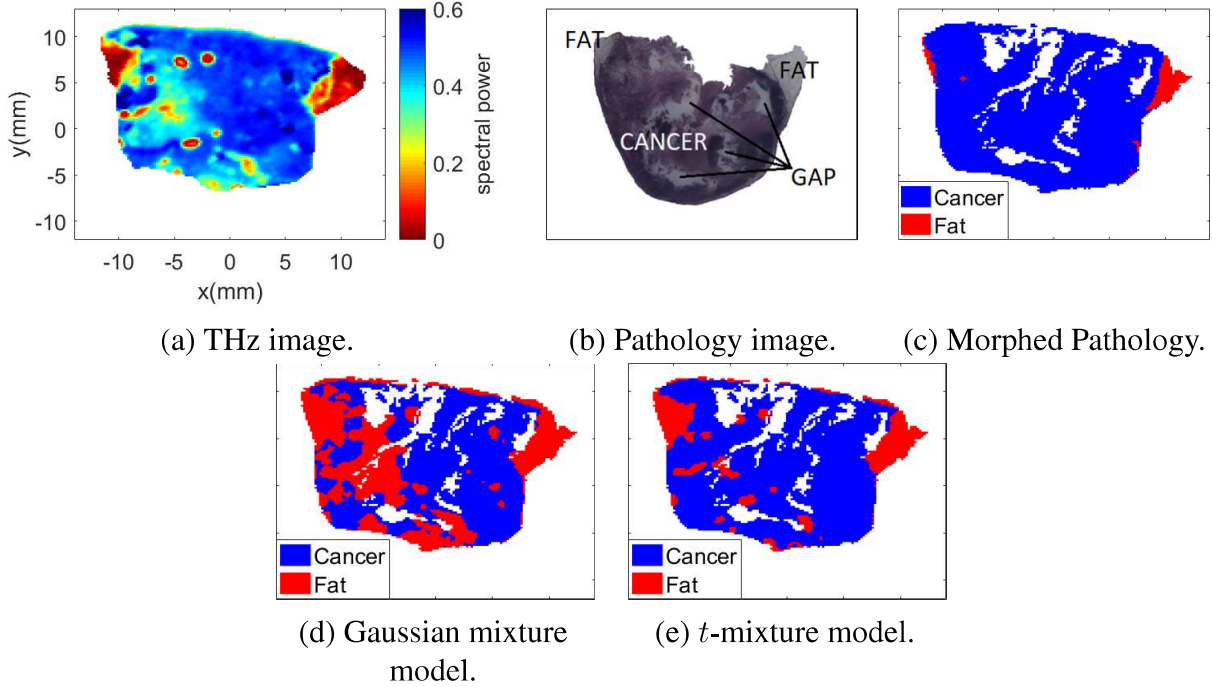 10
5
0
-5
-10
y(mm)
-10 -5 0 5 10
x(mm)
0.6
0.4
0.2
0
spectral power
FAT
FAT
CANCER
GAP
Cancer
Fat
(a) THz image.
(b) Pathology image.
(c) Morphed Pathology.
Cancer
Fat
Cancer
Fat
(d) Gaussian mixture
model.
(e) t-mixture model.